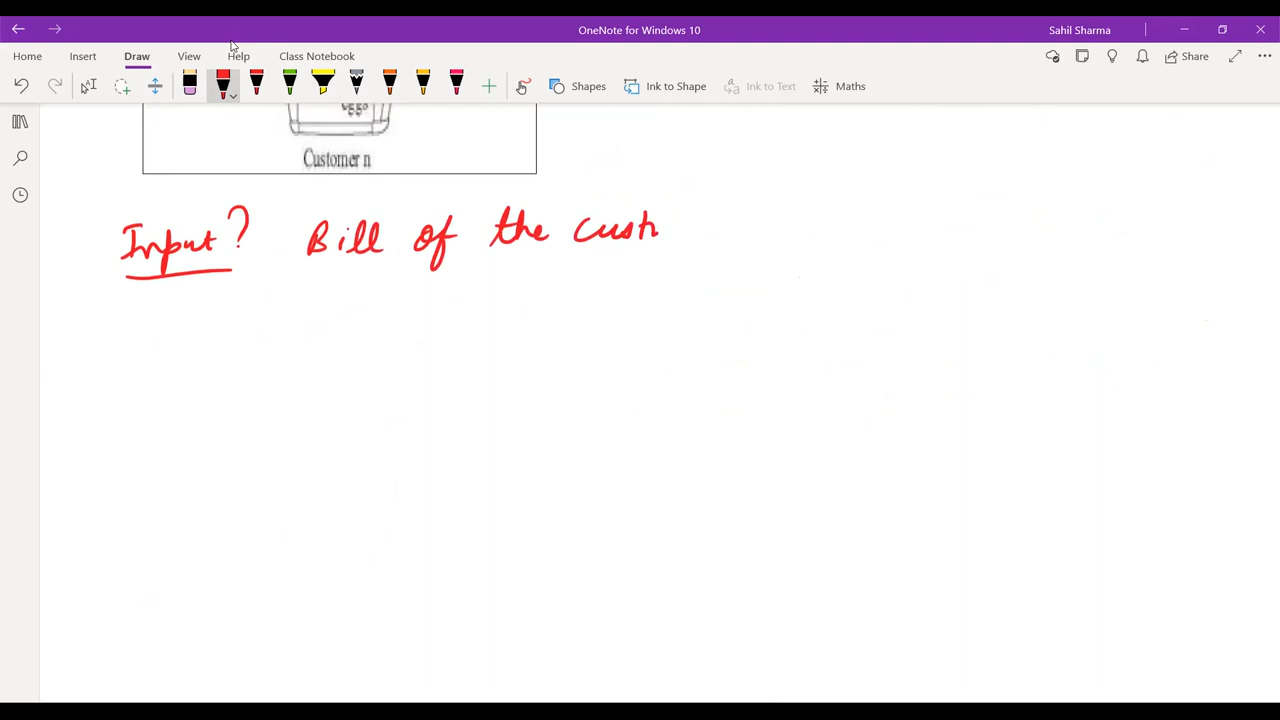 OneNote for Windows 10
Sahil Sharma
Home Insert Draw View Help Class Notebook
Share
Shapes Ink to Shape Ink to Text Maths
eggs
Customer n
Input? Bill of the Cust